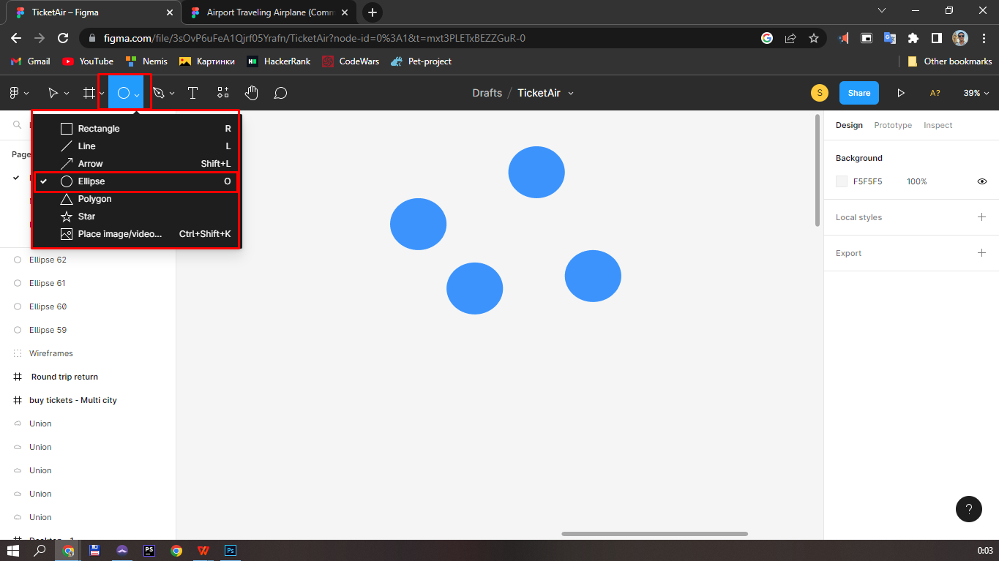 TicketAir – Figma
Airport Traveling Airplane (Comm
figma.com/file/3sOvP6uFeA1Qjrf05Yrafn/TicketAir?node-id=0%3A1&t=mxt3PLETxBEZZGuR-0
Gmail YouTube Nemis Картинки HackerRank CodeWars Pet-project Other bookmarks
Drafts / TicketAir S Share A? 39%
Rectangle R
Line L
Arrow Shift+L
Ellipse O
Polygon
Star
Place image/video... Ctrl+Shift+K
Page
Ellipse 62
Ellipse 61
Ellipse 60
Ellipse 59
Wireframes
Round trip return
buy tickets - Multi city
Union
Union
Union
Union
Union
Desktop - 1
Design Prototype Inspect
Background
F5F5F5 100%
Local styles
Export
?
PS W Ps 0:03